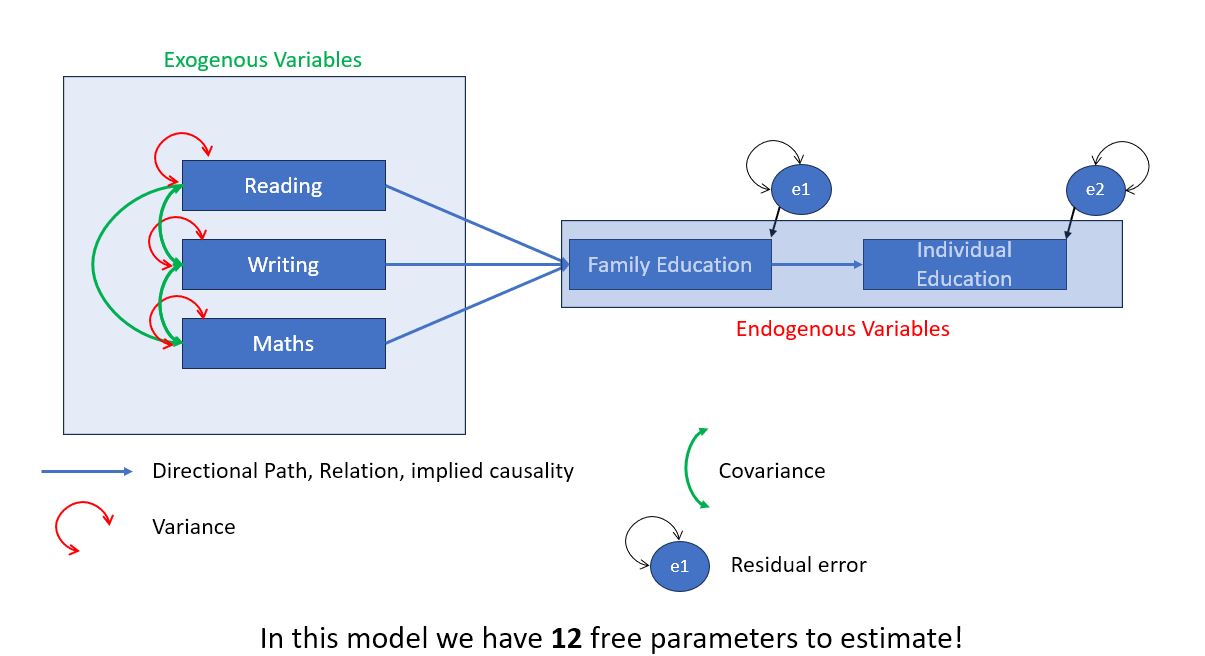 Exogenous Variables
Reading
Writing
Maths
e1
e2
Family Education
Individual
Education
Endogenous Variables
Directional Path, Relation, implied causality
Covariance
Variance
e1
Residual error
In this model we have 12 free parameters to estimate!